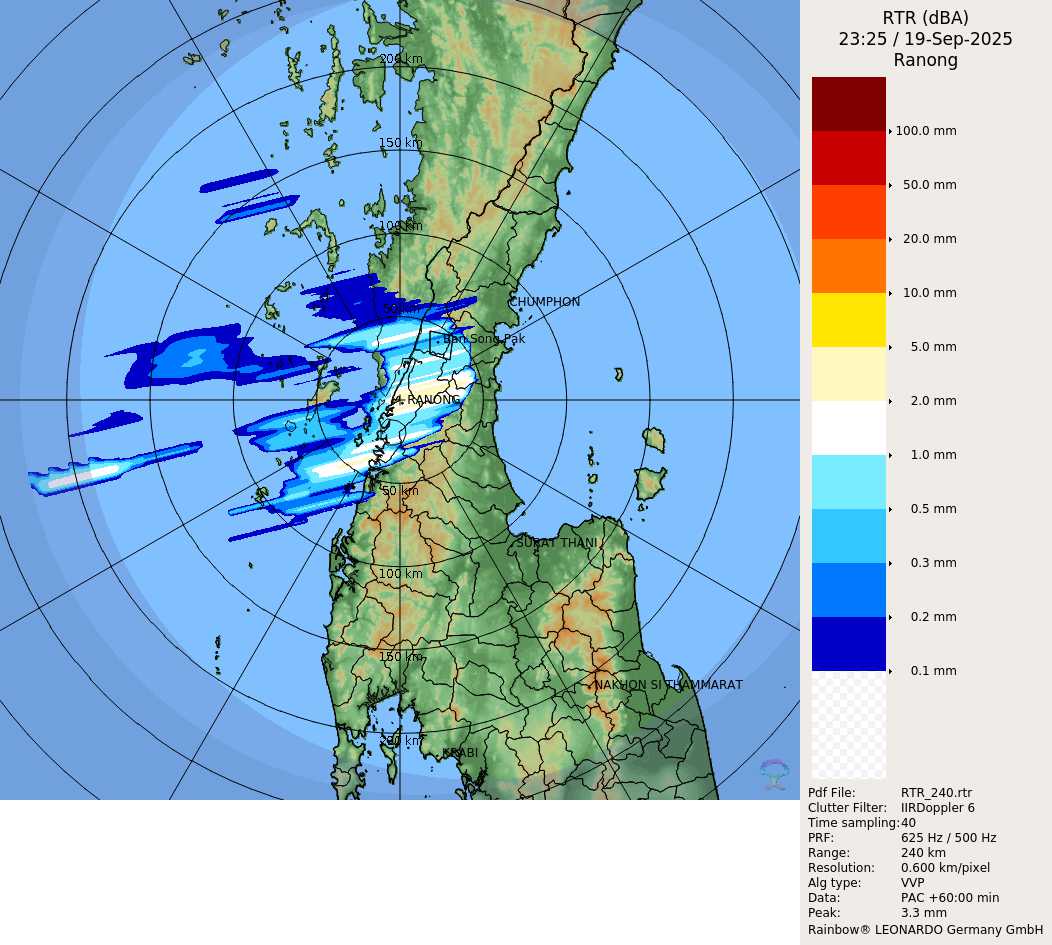 RTR (dBA)
23:25 / 19-Sep-2025
Ranong
100.0 mm
50.0 mm
20.0 mm
10.0 mm
5.0 mm
2.0 mm
1.0 mm
0.5 mm
0.3 mm
0.2 mm
0.1 mm
Pdf File: RTR_240.rtr
Clutter Filter: IIRDoppler 6
Time sampling:40
PRF: 625 Hz / 500 Hz
Range: 240 km
Resolution: 0.600 km/pixel
Alg type: VVP
Data: PAC +60:00 min
Peak: 3.3 mm
Rainbow® LEONARDO Germany GmbH
200 km
150 km
100 km
CHUMPHON
50 km
Ban Song Pak
RANONG
50 km
SURAT THANI
100 km
150 km
NAKHON SI THAMMARAT
200 km
KRABI